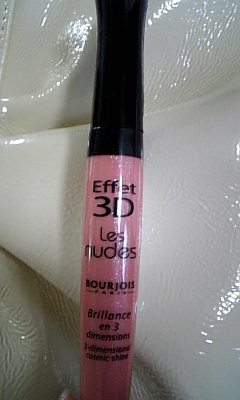 Effet
3D
Les
nudes
BOURJOIS
PARIS
Brillance
en 3
dimensions
3-dimensional
cosmic shine